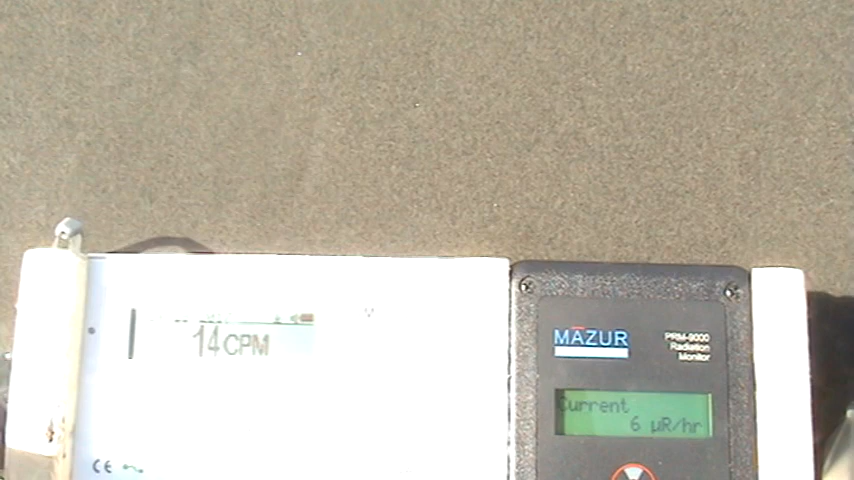 14 CPM
CE
MAZUR
PRM-9000
Radiation
Monitor
Current
6 µR/hr